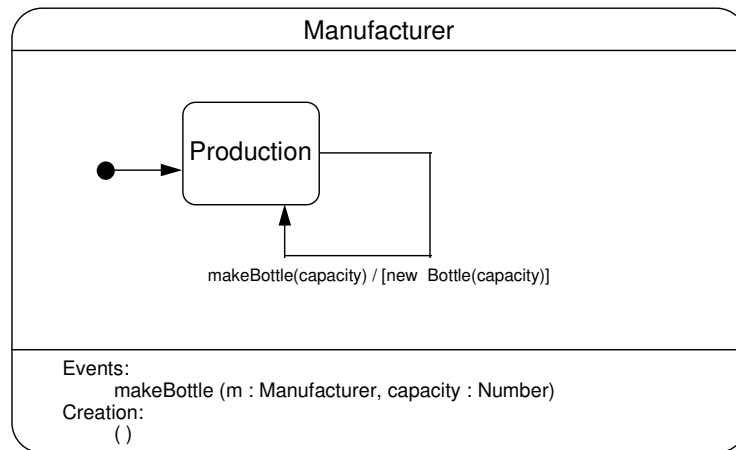 Manufacturer
Production
makeBottle(capacity) / [new Bottle(capacity)]
Events:
makeBottle (m : Manufacturer, capacity : Number)
Creation:
( )